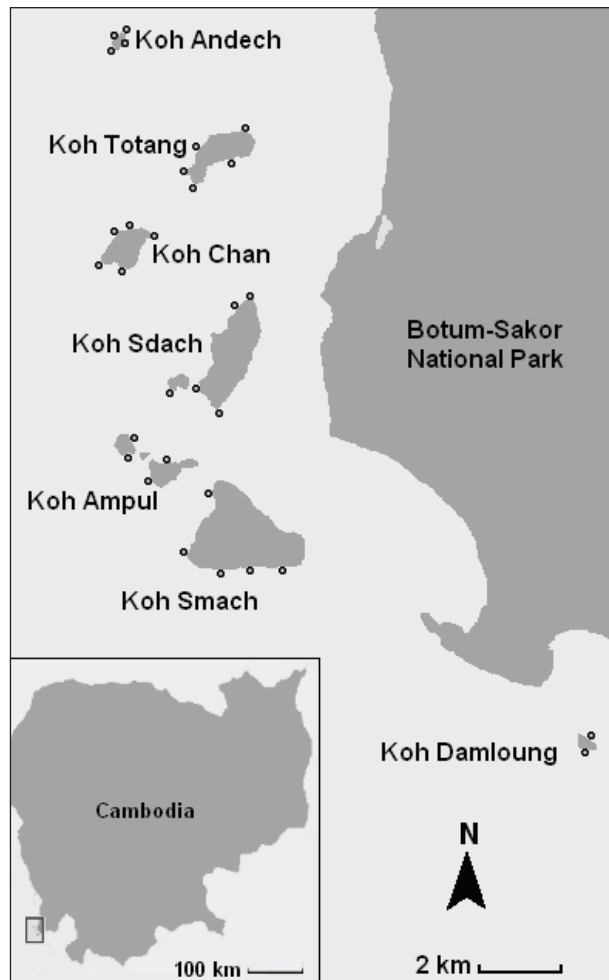 Koh Andech
Koh Totang
Koh Chan
Koh Sdach
Botum-Sakor
National Park
Koh Ampul
Koh Smach
Koh Damloung
Cambodia
100 km
N
2 km